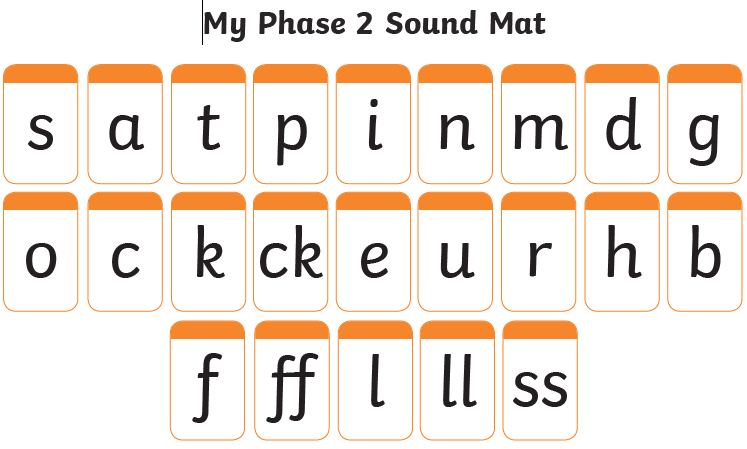 My Phase 2 Sound Mat
s a t p i n m d g
o c k ck e u r h b
f ff l ll ss